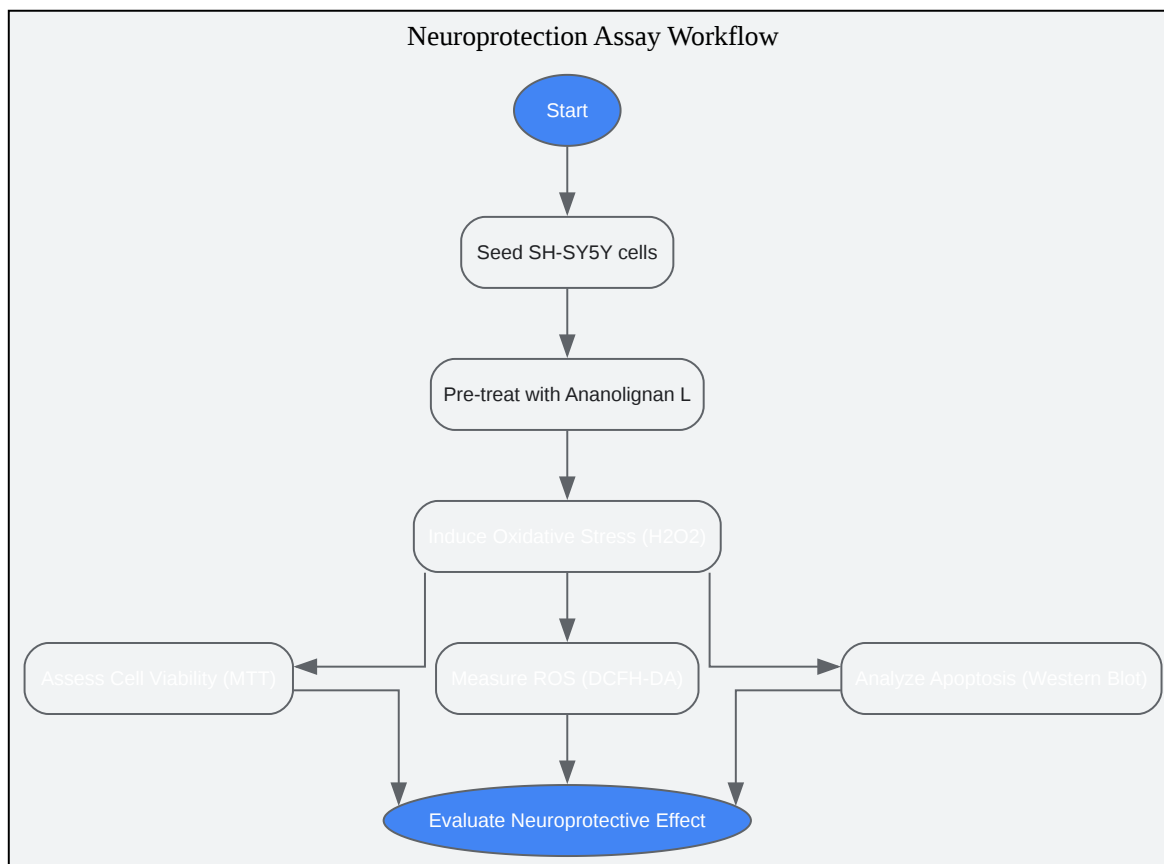 Neuroprotection Assay Workflow
Start
Seed SH-SY5Y cells
Pre-treat with Ananolignan L
Induce Oxidative Stress (H2O2)
Assess Cell Viability (MTT)
Measure ROS (DCFH-DA)
Analyze Apoptosis (Western Blot)
Evaluate Neuroprotective Effect